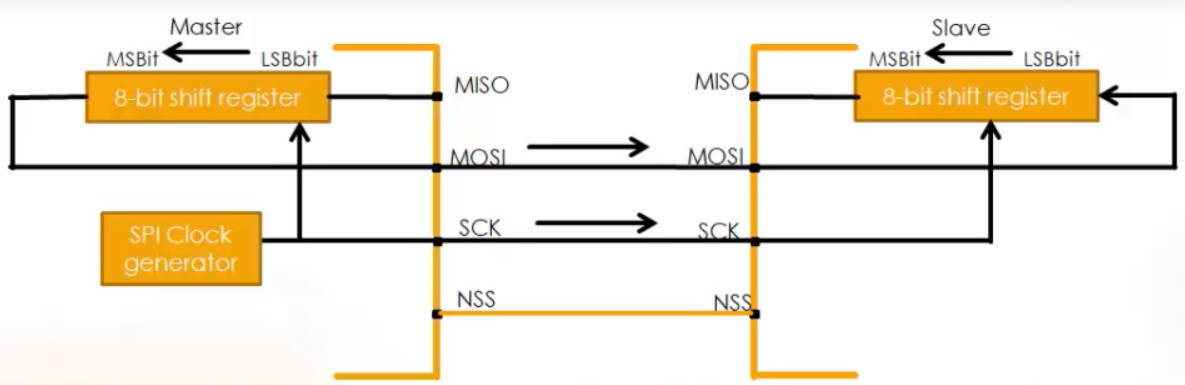 Master
Slave
MSBit LSBbit
MSBit LSBbit
8-bit shift register
MISO
MISO
8-bit shift register
MOSI
MOSI
SPI Clock
generator
SCK
SCK
NSS
NSS